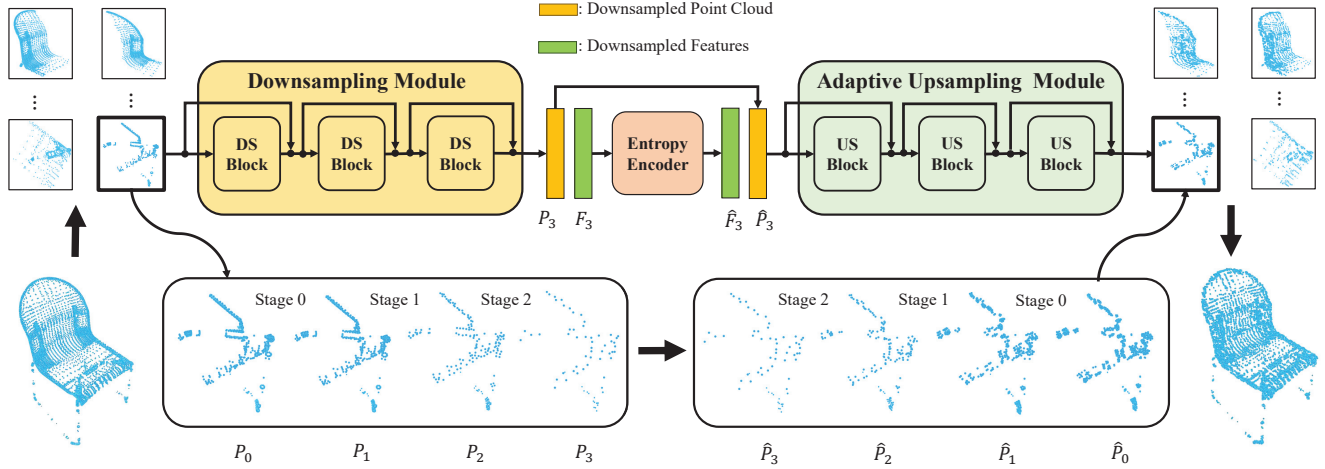 : Downsampled Point Cloud
: Downsampled Features
Downsampling Module
DS
Block
DS
Block
DS
Block
Entropy
Encoder
Adaptive Upsampling Module
US
Block
US
Block
US
Block
...
...
...
...
P₃ F₃ F̂₃ P̂₃
Stage 0 Stage 1 Stage 2
Stage 2 Stage 1 Stage 0
P₀ P₁ P₂ P₃
P̂₃ P̂₂ P̂₁ P̂₀